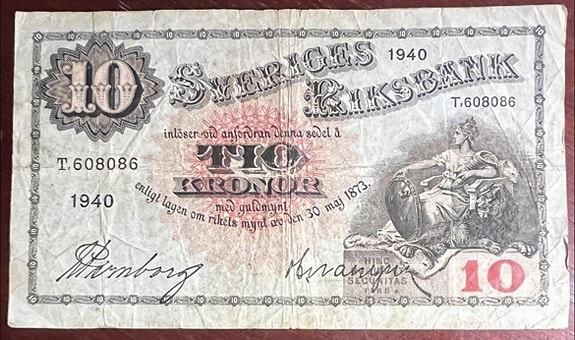 10
SVERIGES
1940
RIKSBANK
T.608086
inlöser vid anfordran denna sedel å
T.608086
TIO
KRONOR
1940
med guldmynt
enligt lagen om rikets mynt av den 30 maj 1873.
HINC
SECURITAS
10